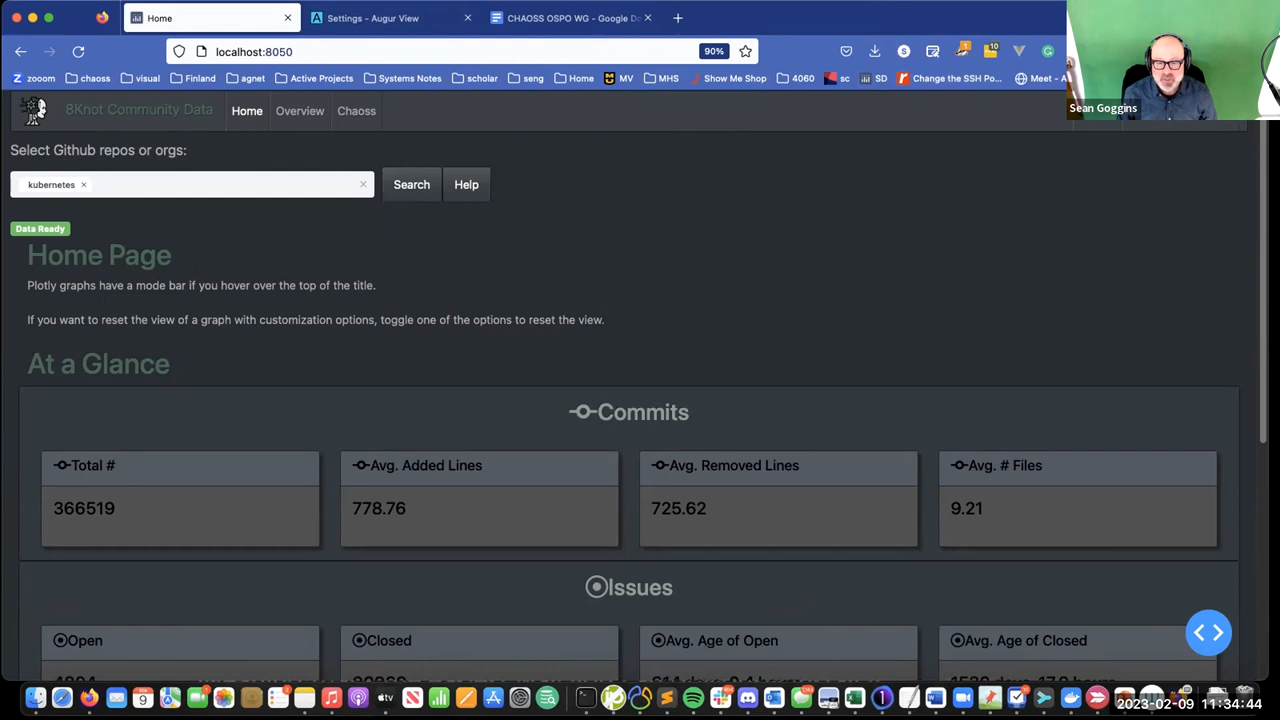 Home
Settings - Augur View
CHAOSS OSPO WG - Google Do
localhost:8050
90%
10
zooom
chaoss
visual
Finland
agnet
Active Projects
Systems Notes
scholar
seng
Home
MV
MHS
Show Me Shop
4060
sc
SD
Change the SSH Po...
Meet - A
Sean Goggins
8Knot Community Data
Home
Overview
Chaoss
Select Github repos or orgs:
kubernetes ×
Search
Help
Data Ready
Home Page
Plotly graphs have a mode bar if you hover over the top of the title.
If you want to reset the view of a graph with customization options, toggle one of the options to reset the view.
At a Glance
Commits
Total #
Avg. Added Lines
Avg. Removed Lines
Avg. # Files
366519
778.76
725.62
9.21
Issues
Open
Closed
Avg. Age of Open
Avg. Age of Closed
2023-02-09 11:34:44